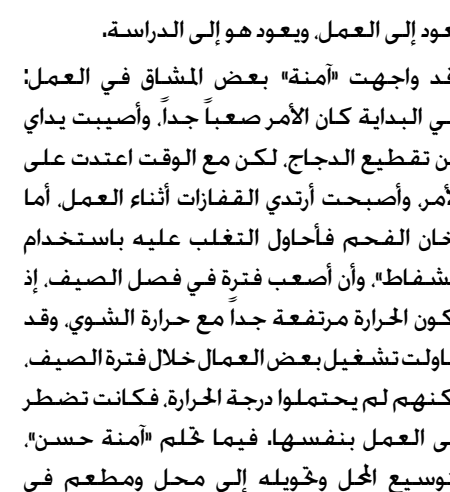 عود إلى العمل، ويعود هو إلى الدراسة.
قد واجهت «آمنة» بعض المشاق في العمل:
ي البداية كان الأمر صعباً جداً، وأصيبت يداي
ن تقطيع الدجاج، لكن مع الوقت اعتدت على
لأمر، وأصبحت أرتدي القفازات أثناء العمل، أما
خان الفحم فأحاول التغلب عليه باستخدام
شفاط»، وأن أصعب فترة في فصل الصيف، إذ
كون الحرارة مرتفعة جداً مع حرارة الشوي، وقد
اولت تشغيل بعض العمال خلال فترة الصيف،
كنهم لم يحتملوا درجة الحرارة، فكانت تضطر
ى العمل بنفسها. فيما تحلم «آمنة حسن»،
توسيع المحل وتحويله إلى محل ومطعم في